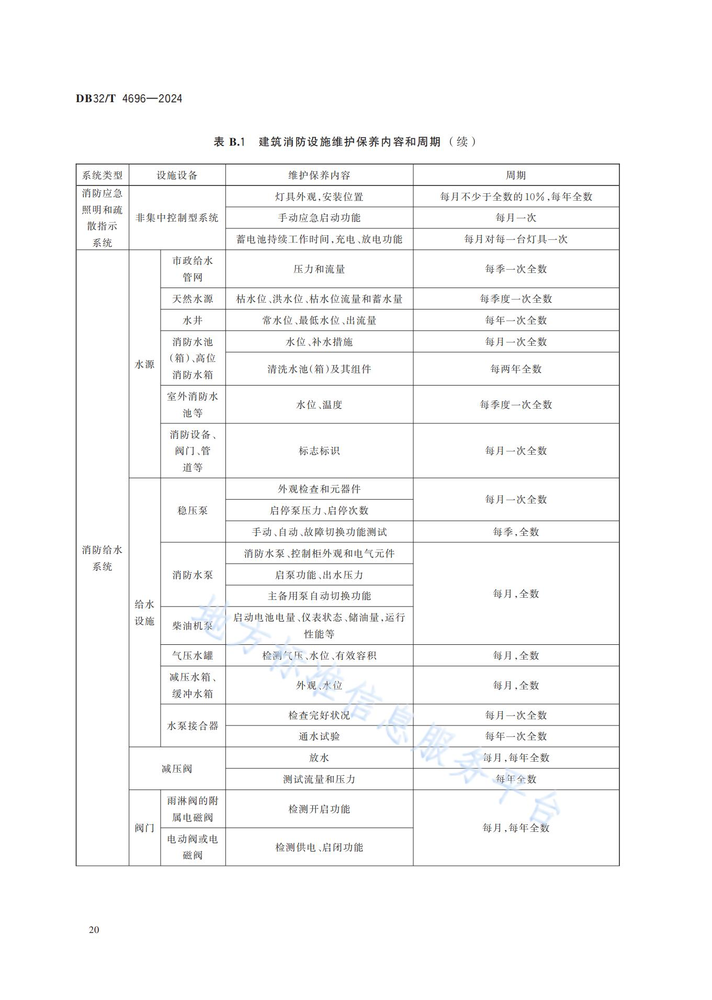 DB32/T 4696—2024
表 B.1 建筑消防设施维护保养内容和周期（续）
系统类型 设施设备 维护保养内容 周期
消防应急
照明和疏
散指示
系统
非集中控制型系统
灯具外观,安装位置 每月不少于全数的10%,每年全数
手动应急启动功能 每月一次
蓄电池持续工作时间,充电、放电功能 每月对每一台灯具一次
消防给水
系统
水源
市政给水
管网
压力和流量 每季一次全数
天然水源 枯水位、洪水位、枯水位流量和蓄水量 每季度一次全数
水井 常水位、最低水位、出流量 每年一次全数
消防水池
(箱)、高位
消防水箱
水位、补水措施 每月一次全数
清洗水池(箱)及其组件 每两年全数
室外消防水
池等
水位、温度 每季度一次全数
消防设备、
阀门、管
道等
标志标识 每月一次全数
给水
设施
稳压泵
外观检查和元器件
启停泵压力、启停次数
每月一次全数
手动、自动、故障切换功能测试 每季,全数
消防水泵
消防水泵、控制柜外观和电气元件
启泵功能、出水压力
主备用泵自动切换功能
每月,全数
柴油机泵
启动电池电量、仪表状态、储油量,运行
性能等
气压水罐 检测气压、水位、有效容积 每月,全数
减压水箱、
缓冲水箱
外观、水位 每月,全数
水泵接合器
检查完好状况 每月一次全数
通水试验 每年一次全数
减压阀
放水 每月,每年全数
测试流量和压力 每年全数
阀门
雨淋阀的附
属电磁阀
检测开启功能
每月,每年全数
电动阀或电
磁阀
检测供电、启闭功能
地方标准信息服务平台
20